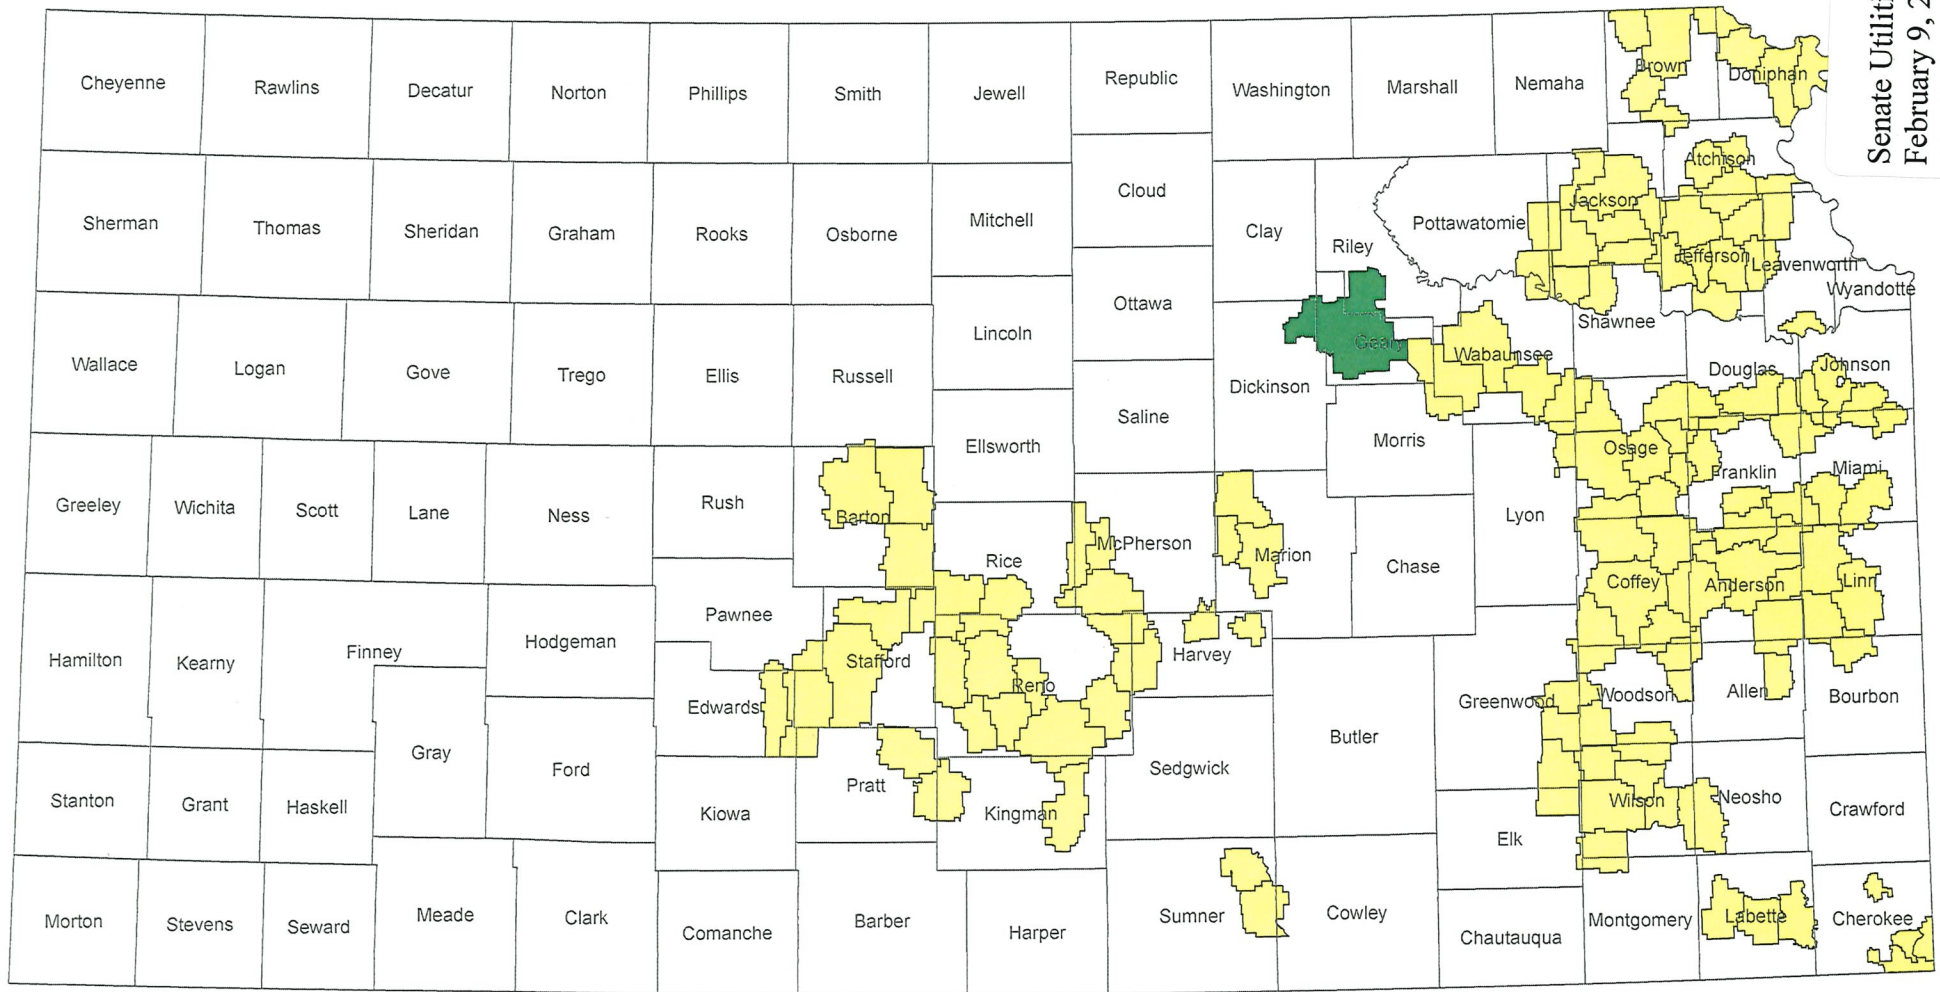 Senate Utiliti
February 9, 2
Cheyenne
Rawlins
Decatur
Norton
Phillips
Smith
Jewell
Republic
Washington
Marshall
Nemaha
Brown
Doniphan
Sherman
Thomas
Sheridan
Graham
Rooks
Osborne
Mitchell
Cloud
Clay
Riley
Pottawatomie
Jackson
Atchison
Jefferson
Leavenworth
Wyandotte
Wallace
Logan
Gove
Trego
Ellis
Russell
Lincoln
Ottawa
Geary
Wabaunsee
Shawnee
Douglas
Johnson
Ellsworth
Saline
Dickinson
Morris
Osage
Franklin
Miami
Greeley
Wichita
Scott
Lane
Ness
Rush
Barton
Rice
McPherson
Marion
Chase
Lyon
Coffey
Anderson
Linn
Hamilton
Kearny
Finney
Hodgeman
Pawnee
Edwards
Stafford
Reno
Harvey
Greenwood
Woodson
Allen
Bourbon
Stanton
Grant
Haskell
Gray
Ford
Kiowa
Pratt
Kingman
Sedgwick
Butler
Elk
Wilson
Neosho
Crawford
Morton
Stevens
Seward
Meade
Clark
Comanche
Barber
Harper
Sumner
Cowley
Chautauqua
Montgomery
Labette
Cherokee